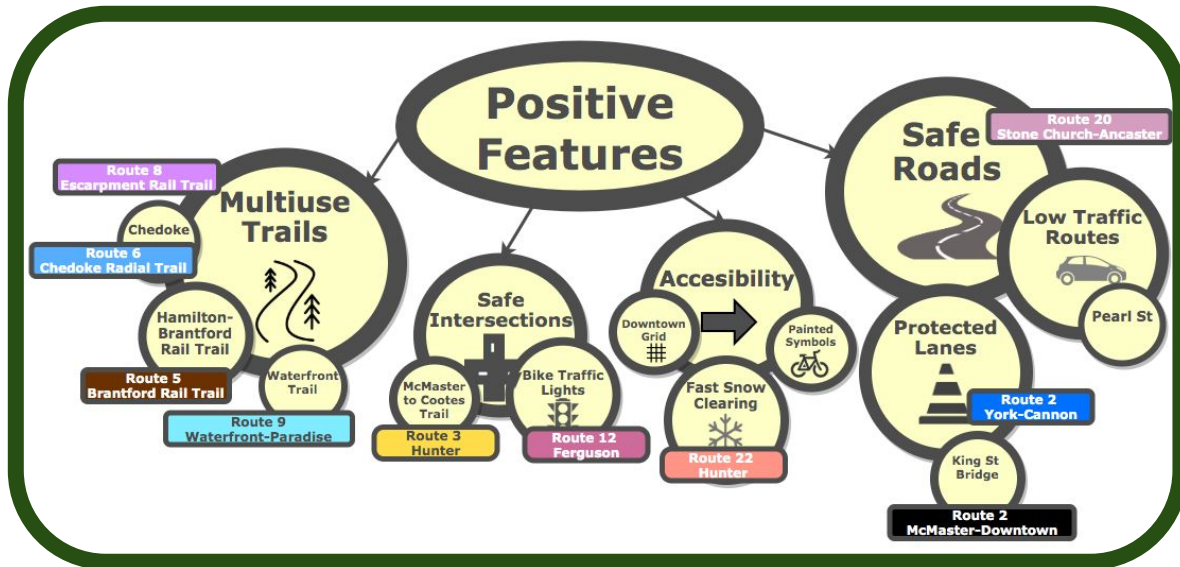 Positive
Features
Route 8
Escarpment Rail Trail
Multiuse
Trails
Chedoke
Route 6
Chedoke Radial Trail
Hamilton-
Brantford
Rail Trail
Route 5
Brantford Rail Trail
Waterfront
Trail
Route 9
Waterfront-Paradise
Safe
Intersections
McMaster
to Cootes
Trail
Route 3
Hunter
Bike Traffic
Lights
Route 12
Ferguson
Accesibility
Downtown
Grid
Painted
Symbols
Fast Snow
Clearing
Route 22
Hunter
Safe
Roads
Route 20
Stone Church-Ancaster
Low Traffic
Routes
Pearl St
Protected
Lanes
Route 2
York-Cannon
King St
Bridge
Route 2
McMaster-Downtown